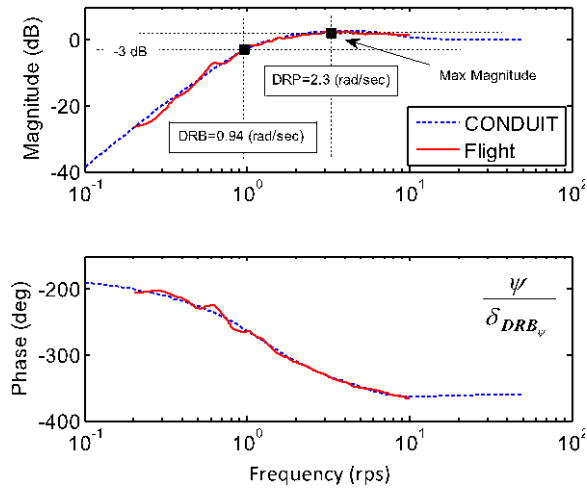 Magnitude (dB)
0
-20
-40
-3 dB
DRP=2.3 (rad/sec)
Max Magnitude
DRB=0.94 (rad/sec)
CONDUIT
Flight
10^-1
10^0
10^1
10^2
Phase (deg)
-200
-300
-400
ψ
δ_DRB_ψ
10^-1
10^0
10^1
10^2
Frequency (rps)